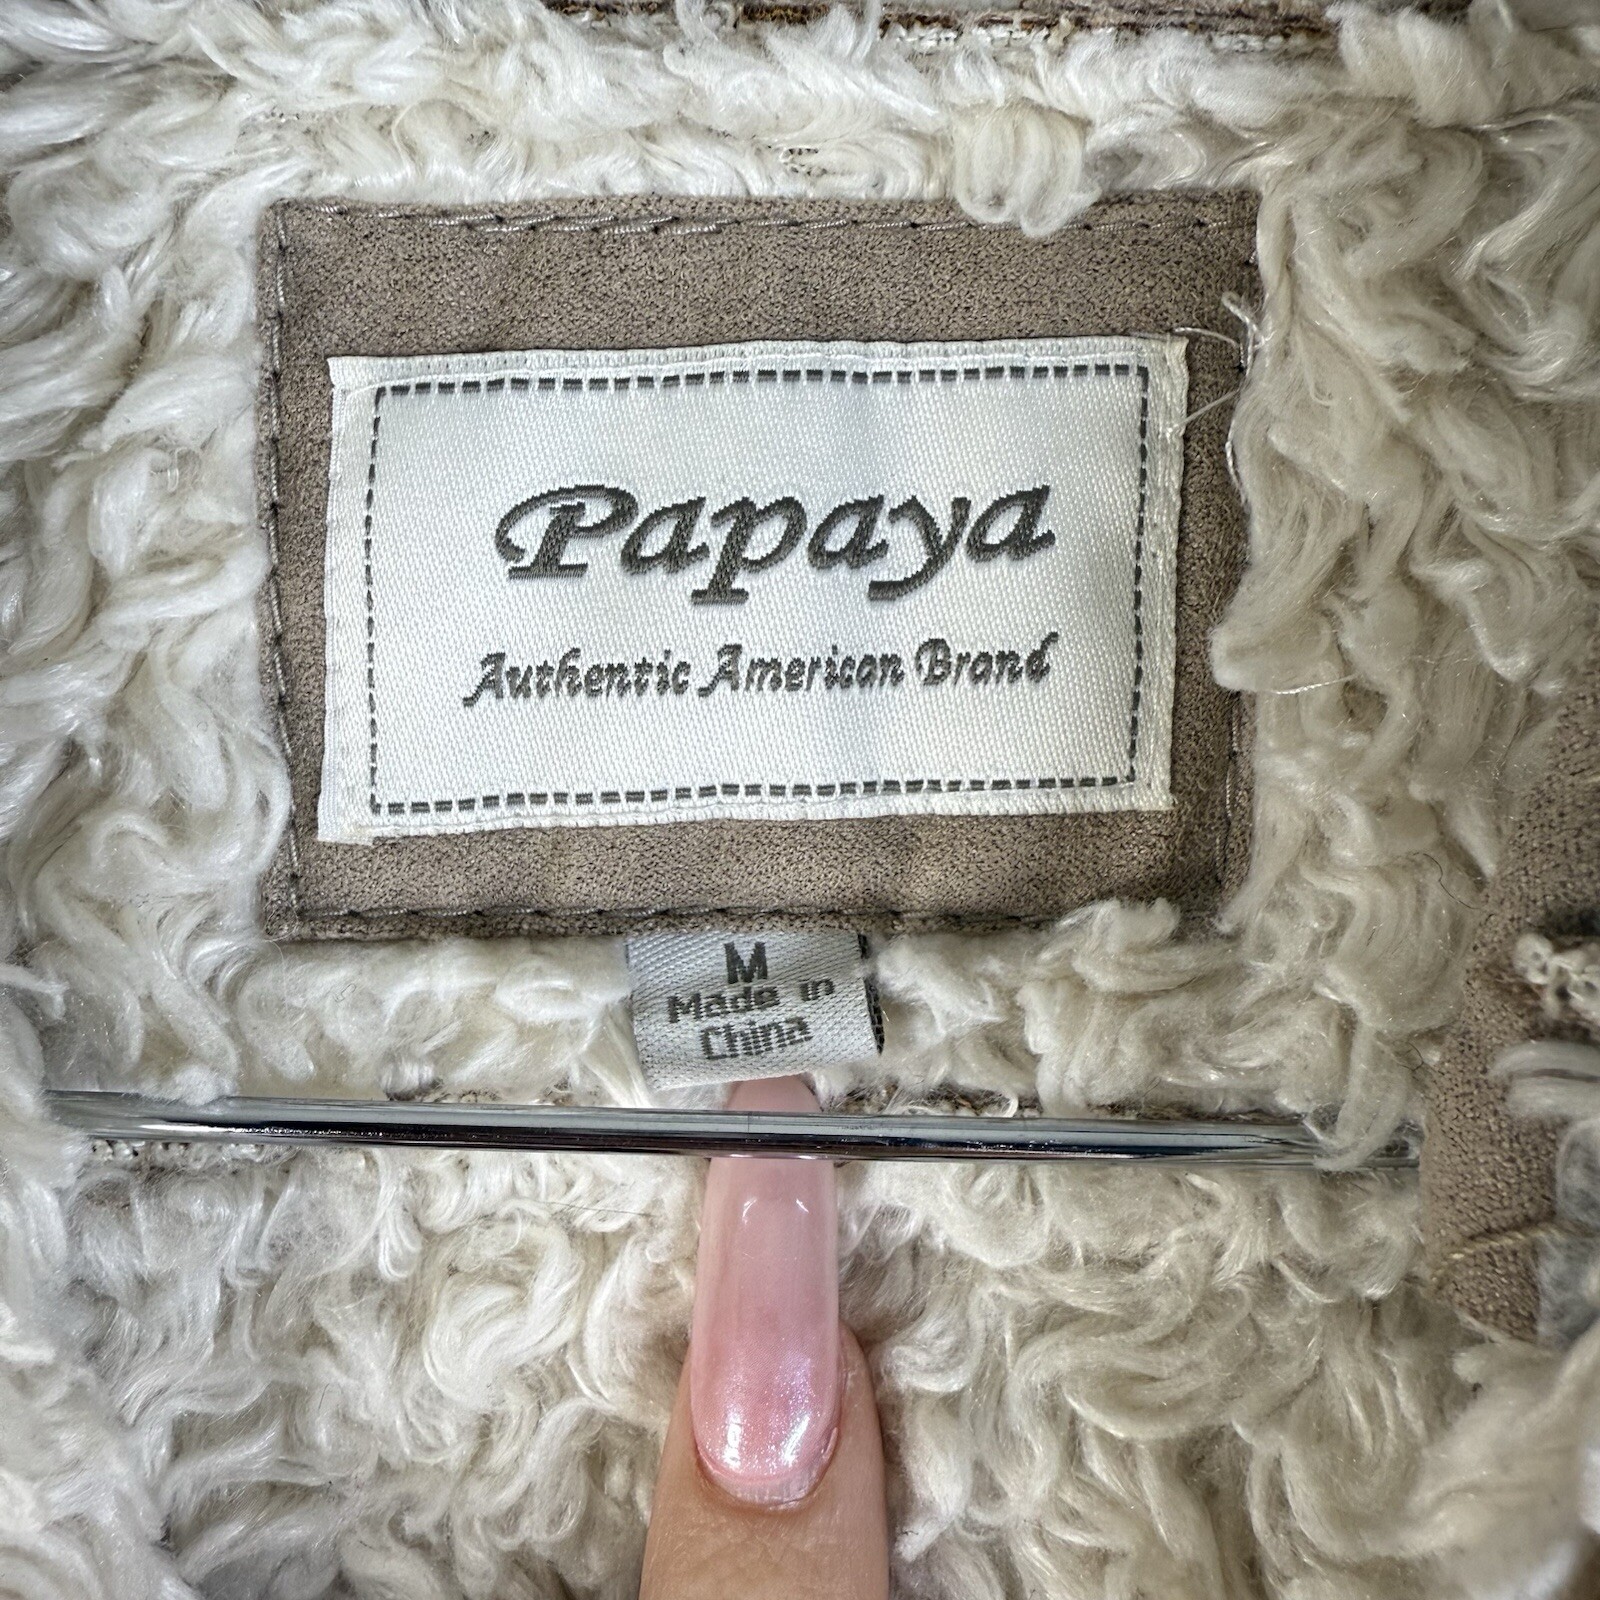 Papaya
Authentic American Brand
M
Made in
China